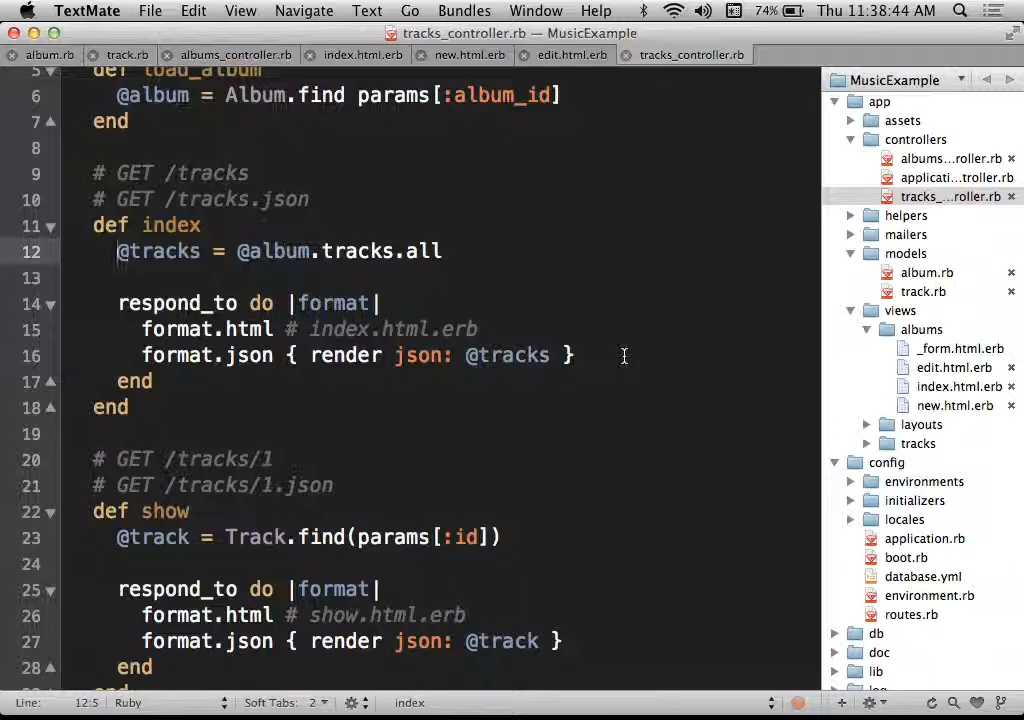 TextMate File Edit View Navigate Text Go Bundles Window Help 74% Thu 11:38:44 AM
tracks_controller.rb — MusicExample
album.rb track.rb albums_controller.rb index.html.erb new.html.erb edit.html.erb tracks_controller.rb
5 def load_album
6 @album = Album.find params[:album_id]
7 end
8
9 # GET /tracks
10 # GET /tracks.json
11 def index
12 @tracks = @album.tracks.all
13
14 respond_to do |format|
15 format.html # index.html.erb
16 format.json { render json: @tracks }
17 end
18 end
19
20 # GET /tracks/1
21 # GET /tracks/1.json
22 def show
23 @track = Track.find(params[:id])
24
25 respond_to do |format|
26 format.html # show.html.erb
27 format.json { render json: @track }
28 end
end
MusicExample
app
assets
controllers
albums...roller.rb
applicati...troller.rb
tracks_...roller.rb
helpers
mailers
models
album.rb
track.rb
views
albums
_form.html.erb
edit.html.erb
index.html.erb
new.html.erb
layouts
tracks
config
environments
initializers
locales
application.rb
boot.rb
database.yml
environment.rb
routes.rb
db
doc
lib
log
Line: 12:5 Ruby Soft Tabs: 2 index